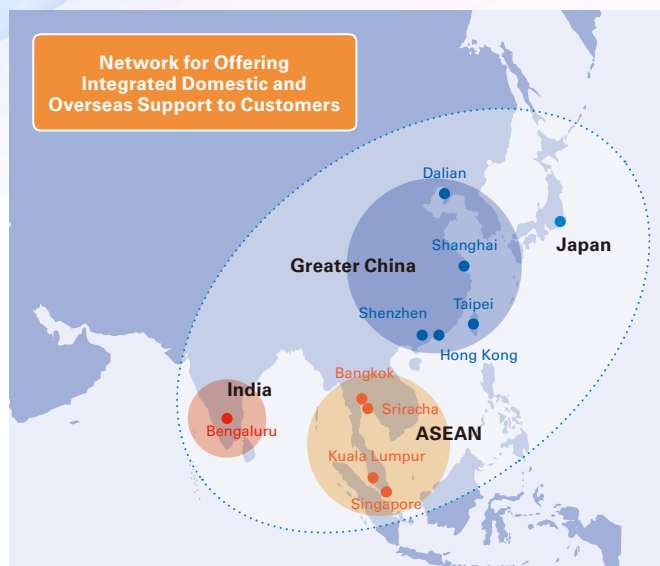 Network for Offering
Integrated Domestic and
Overseas Support to Customers
Dalian
Shanghai
Japan
Greater China
Shenzhen
Taipei
Hong Kong
Bangkok
India
Sriracha
Bengaluru
ASEAN
Kuala Lumpur
Singapore